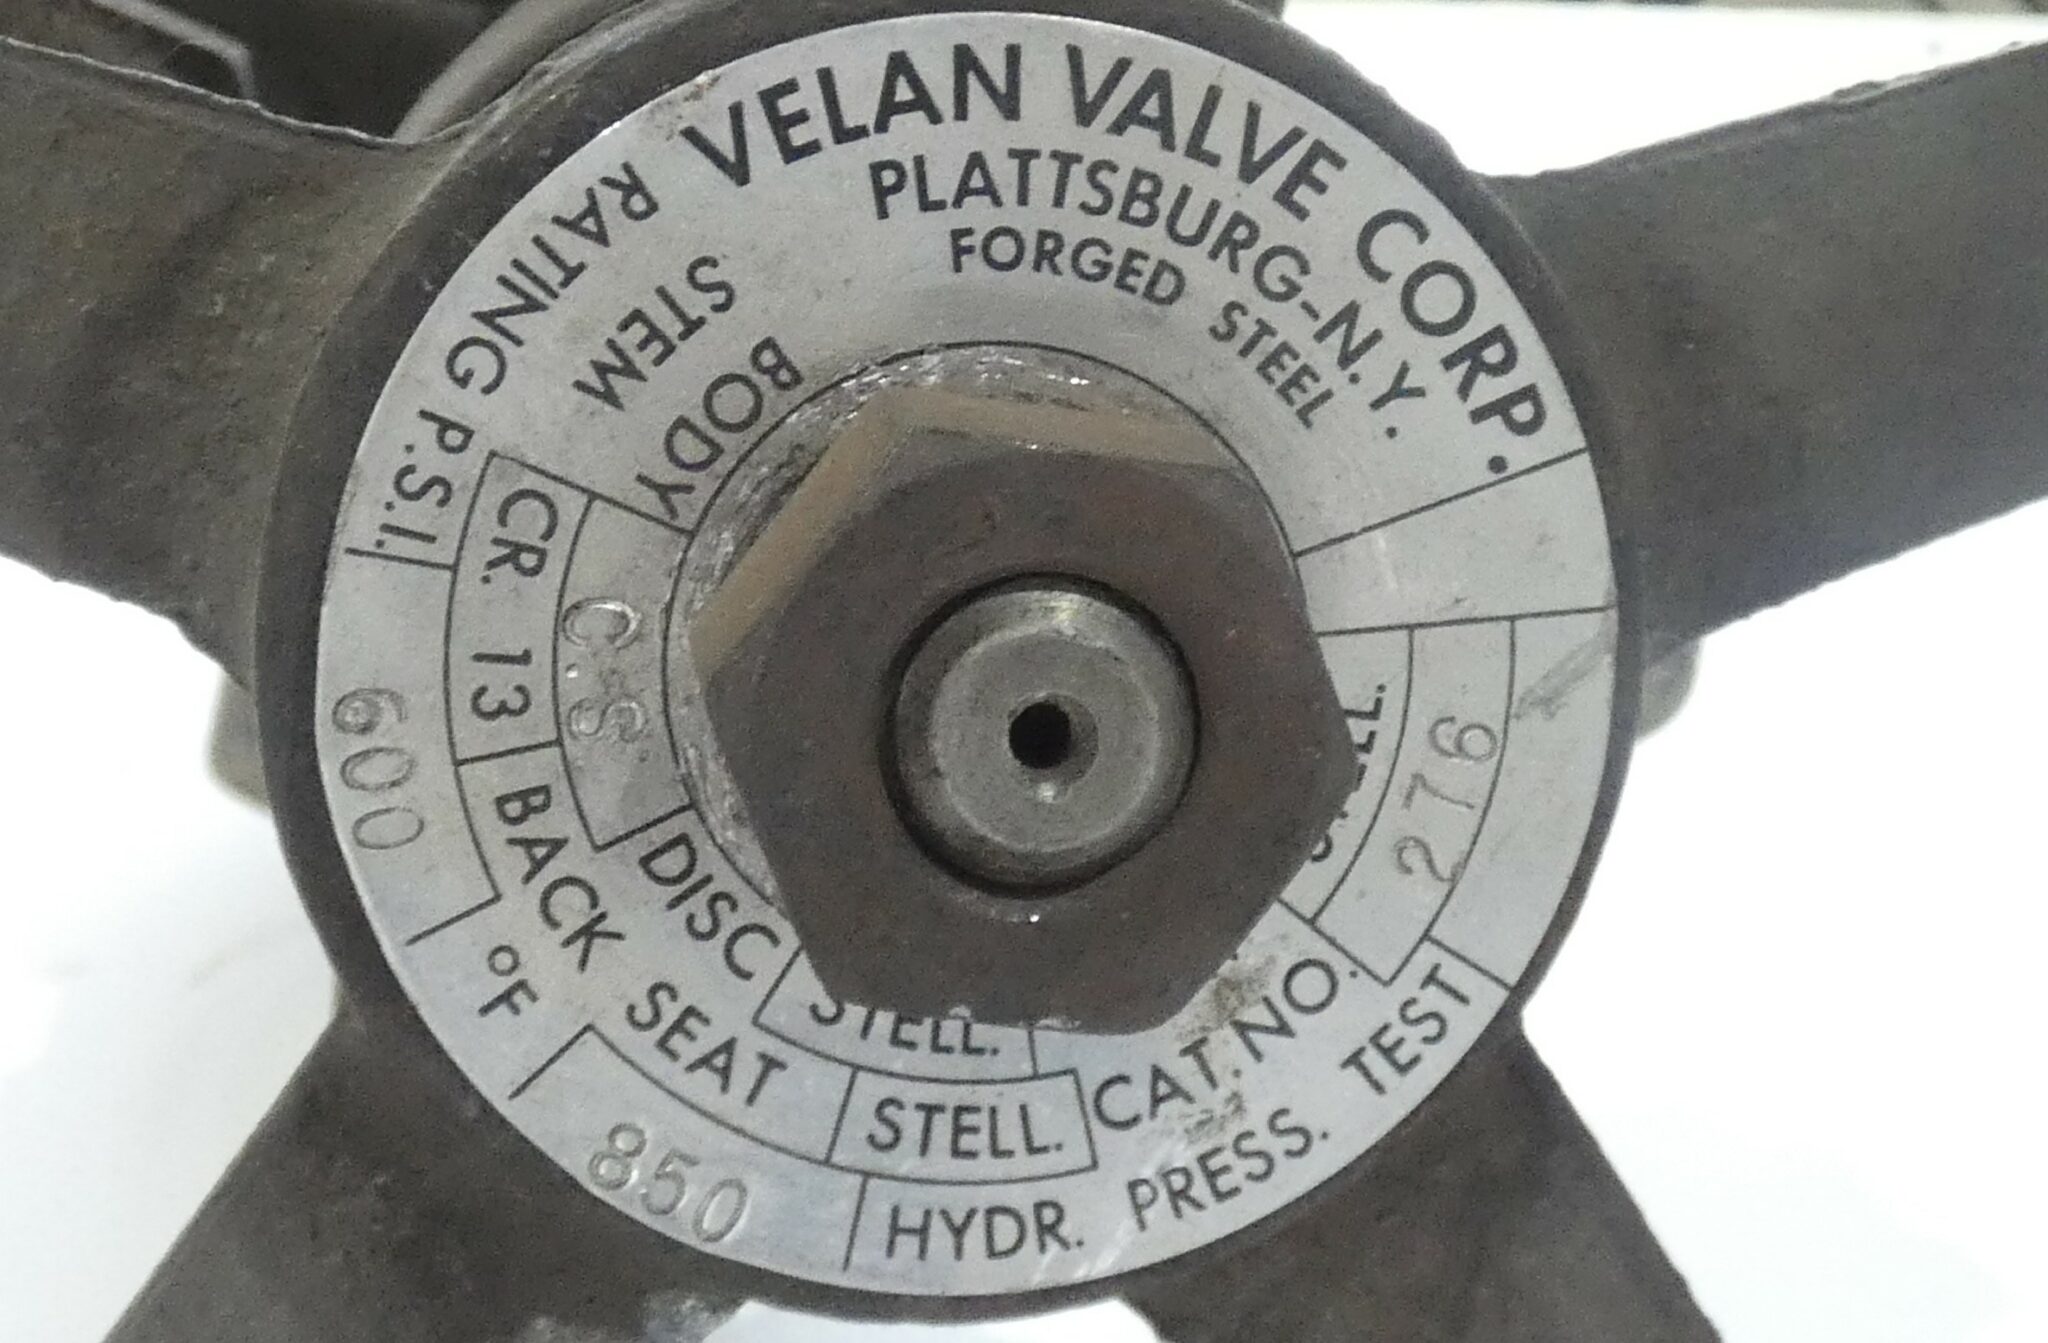 VELAN VALVE CORP.
PLATTSBURG-N.Y.
FORGED STEEL
RATING P.S.I. 600 °F 850 HYDR. PRESS. TEST
STEM CR. 13 BACK SEAT STELL. CAT. NO. 276
BODY C.S. DISC STELL.